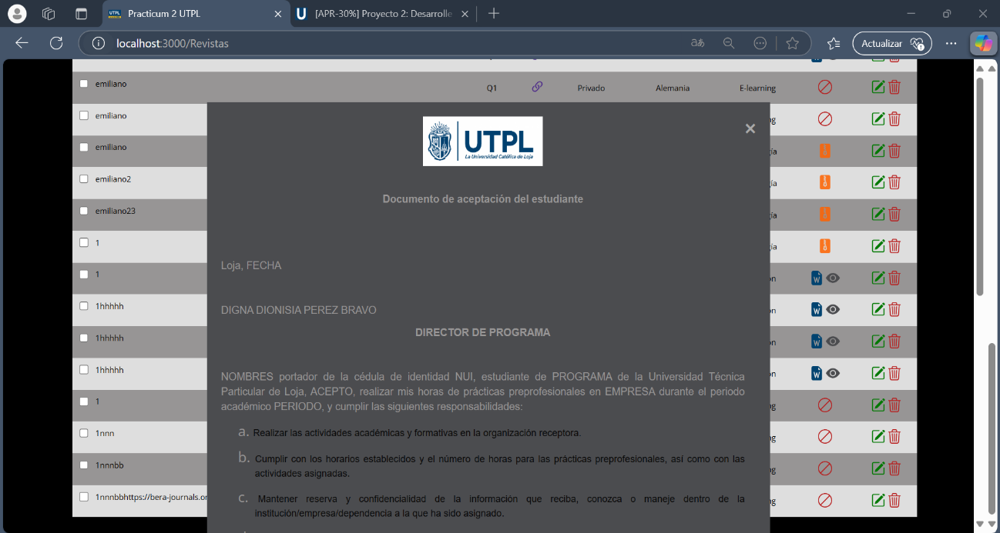 Practicum 2 UTPL
[APR-30%] Proyecto 2: Desarrolle
localhost:3000/Revistas
Actualizar
emiliano
Q1 Privado Alemania E-learning
emiliano
ng
emiliano
gía
emiliano2
gía
emiliano23
gía
1
gía
1
on
1hhhhh
on
1hhhhh
on
1hhhhh
on
1
ng
1nnn
ng
1nnnbb
ng
1nnnbbhttps://bera-journals.or
ng
UTPL
La Universidad Católica de Loja
Documento de aceptación del estudiante
Loja, FECHA
DIGNA DIONISIA PEREZ BRAVO
DIRECTOR DE PROGRAMA
NOMBRES portador de la cédula de identidad NUI, estudiante de PROGRAMA de la Universidad Técnica
Particular de Loja, ACEPTO, realizar mis horas de prácticas preprofesionales en EMPRESA durante el periodo
académico PERIODO, y cumplir las siguientes responsabilidades:
a. Realizar las actividades académicas y formativas en la organización receptora.
b. Cumplir con los horarios establecidos y el número de horas para las prácticas preprofesionales, así como con las
actividades asignadas.
c. Mantener reserva y confidencialidad de la información que reciba, conozca o maneje dentro de la
institución/empresa/dependencia a la que ha sido asignado.